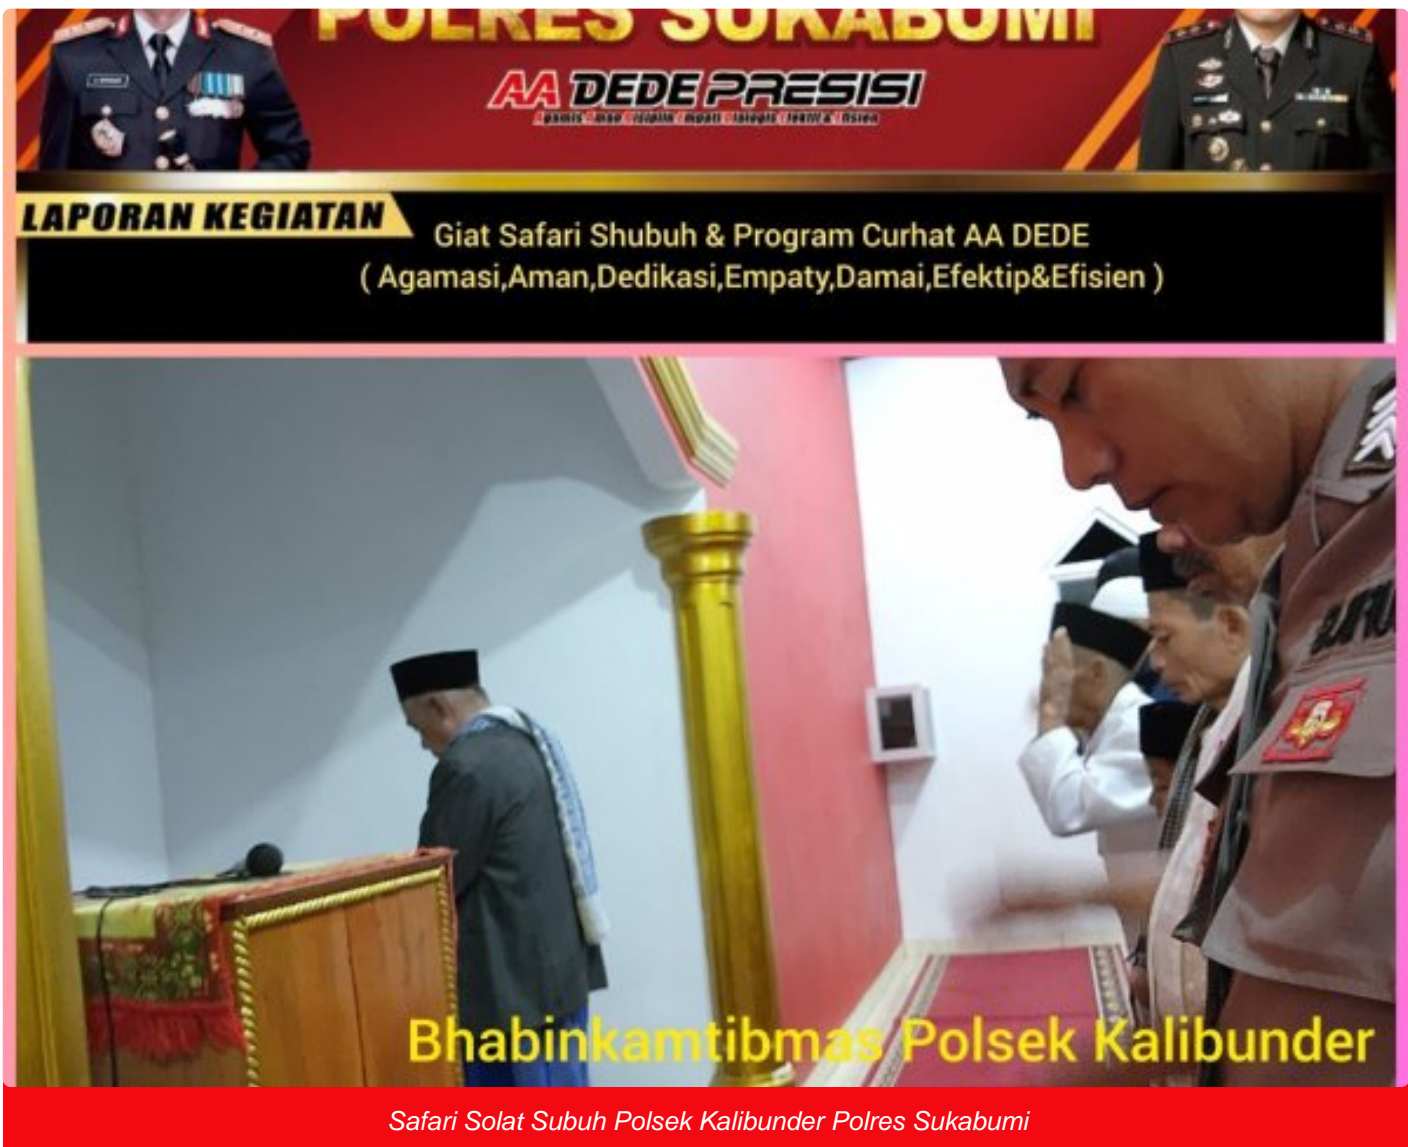 POLRES SUKABUMI
AA DEDE PRESISI
LAPORAN KEGIATAN
Giat Safari Shubuh & Program Curhat AA DEDE
( Agamasi,Aman,Dedikasi,Empaty,Damai,Efektip&Efisien )
Bhabinkamtibmas Polsek Kalibunder
Safari Solat Subuh Polsek Kalibunder Polres Sukabumi